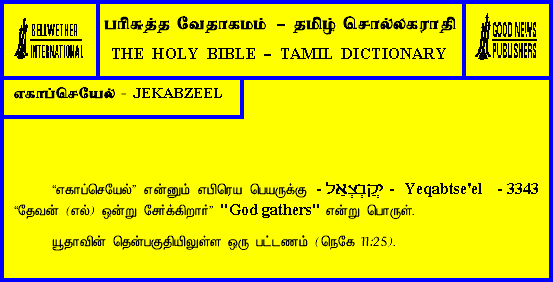 BELLWETHER
INTERNATIONAL
பரிசுத்த வேதாகமம் – தமிழ் சொல்லகராதி
THE HOLY BIBLE – TAMIL DICTIONARY
GOOD NEWS
PUBLISHERS
எகாப்செயேல் - JEKABZEEL
“எகாப்செயேல்” என்னும் எபிரெய பெயருக்கு - יְקַבְצְאֵל - Yeqabtse'el - 3343
“தேவன் (எல்) ஒன்று சேர்க்கிறார்” "God gathers" என்று பொருள்.
யூதாவின் தென்பகுதியிலுள்ள ஒரு பட்டணம் (நெகே 11:25).